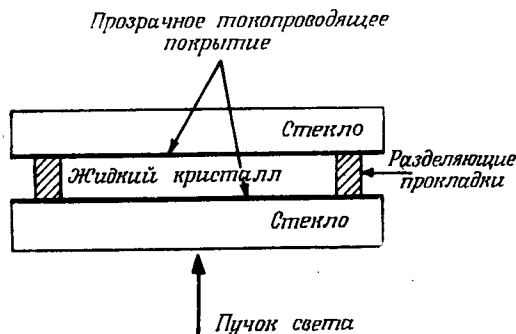 Прозрачное токопроводящее
покрытие
Стекло
Жидкий кристалл
Разделяющие
прокладки
Стекло
Пучок света